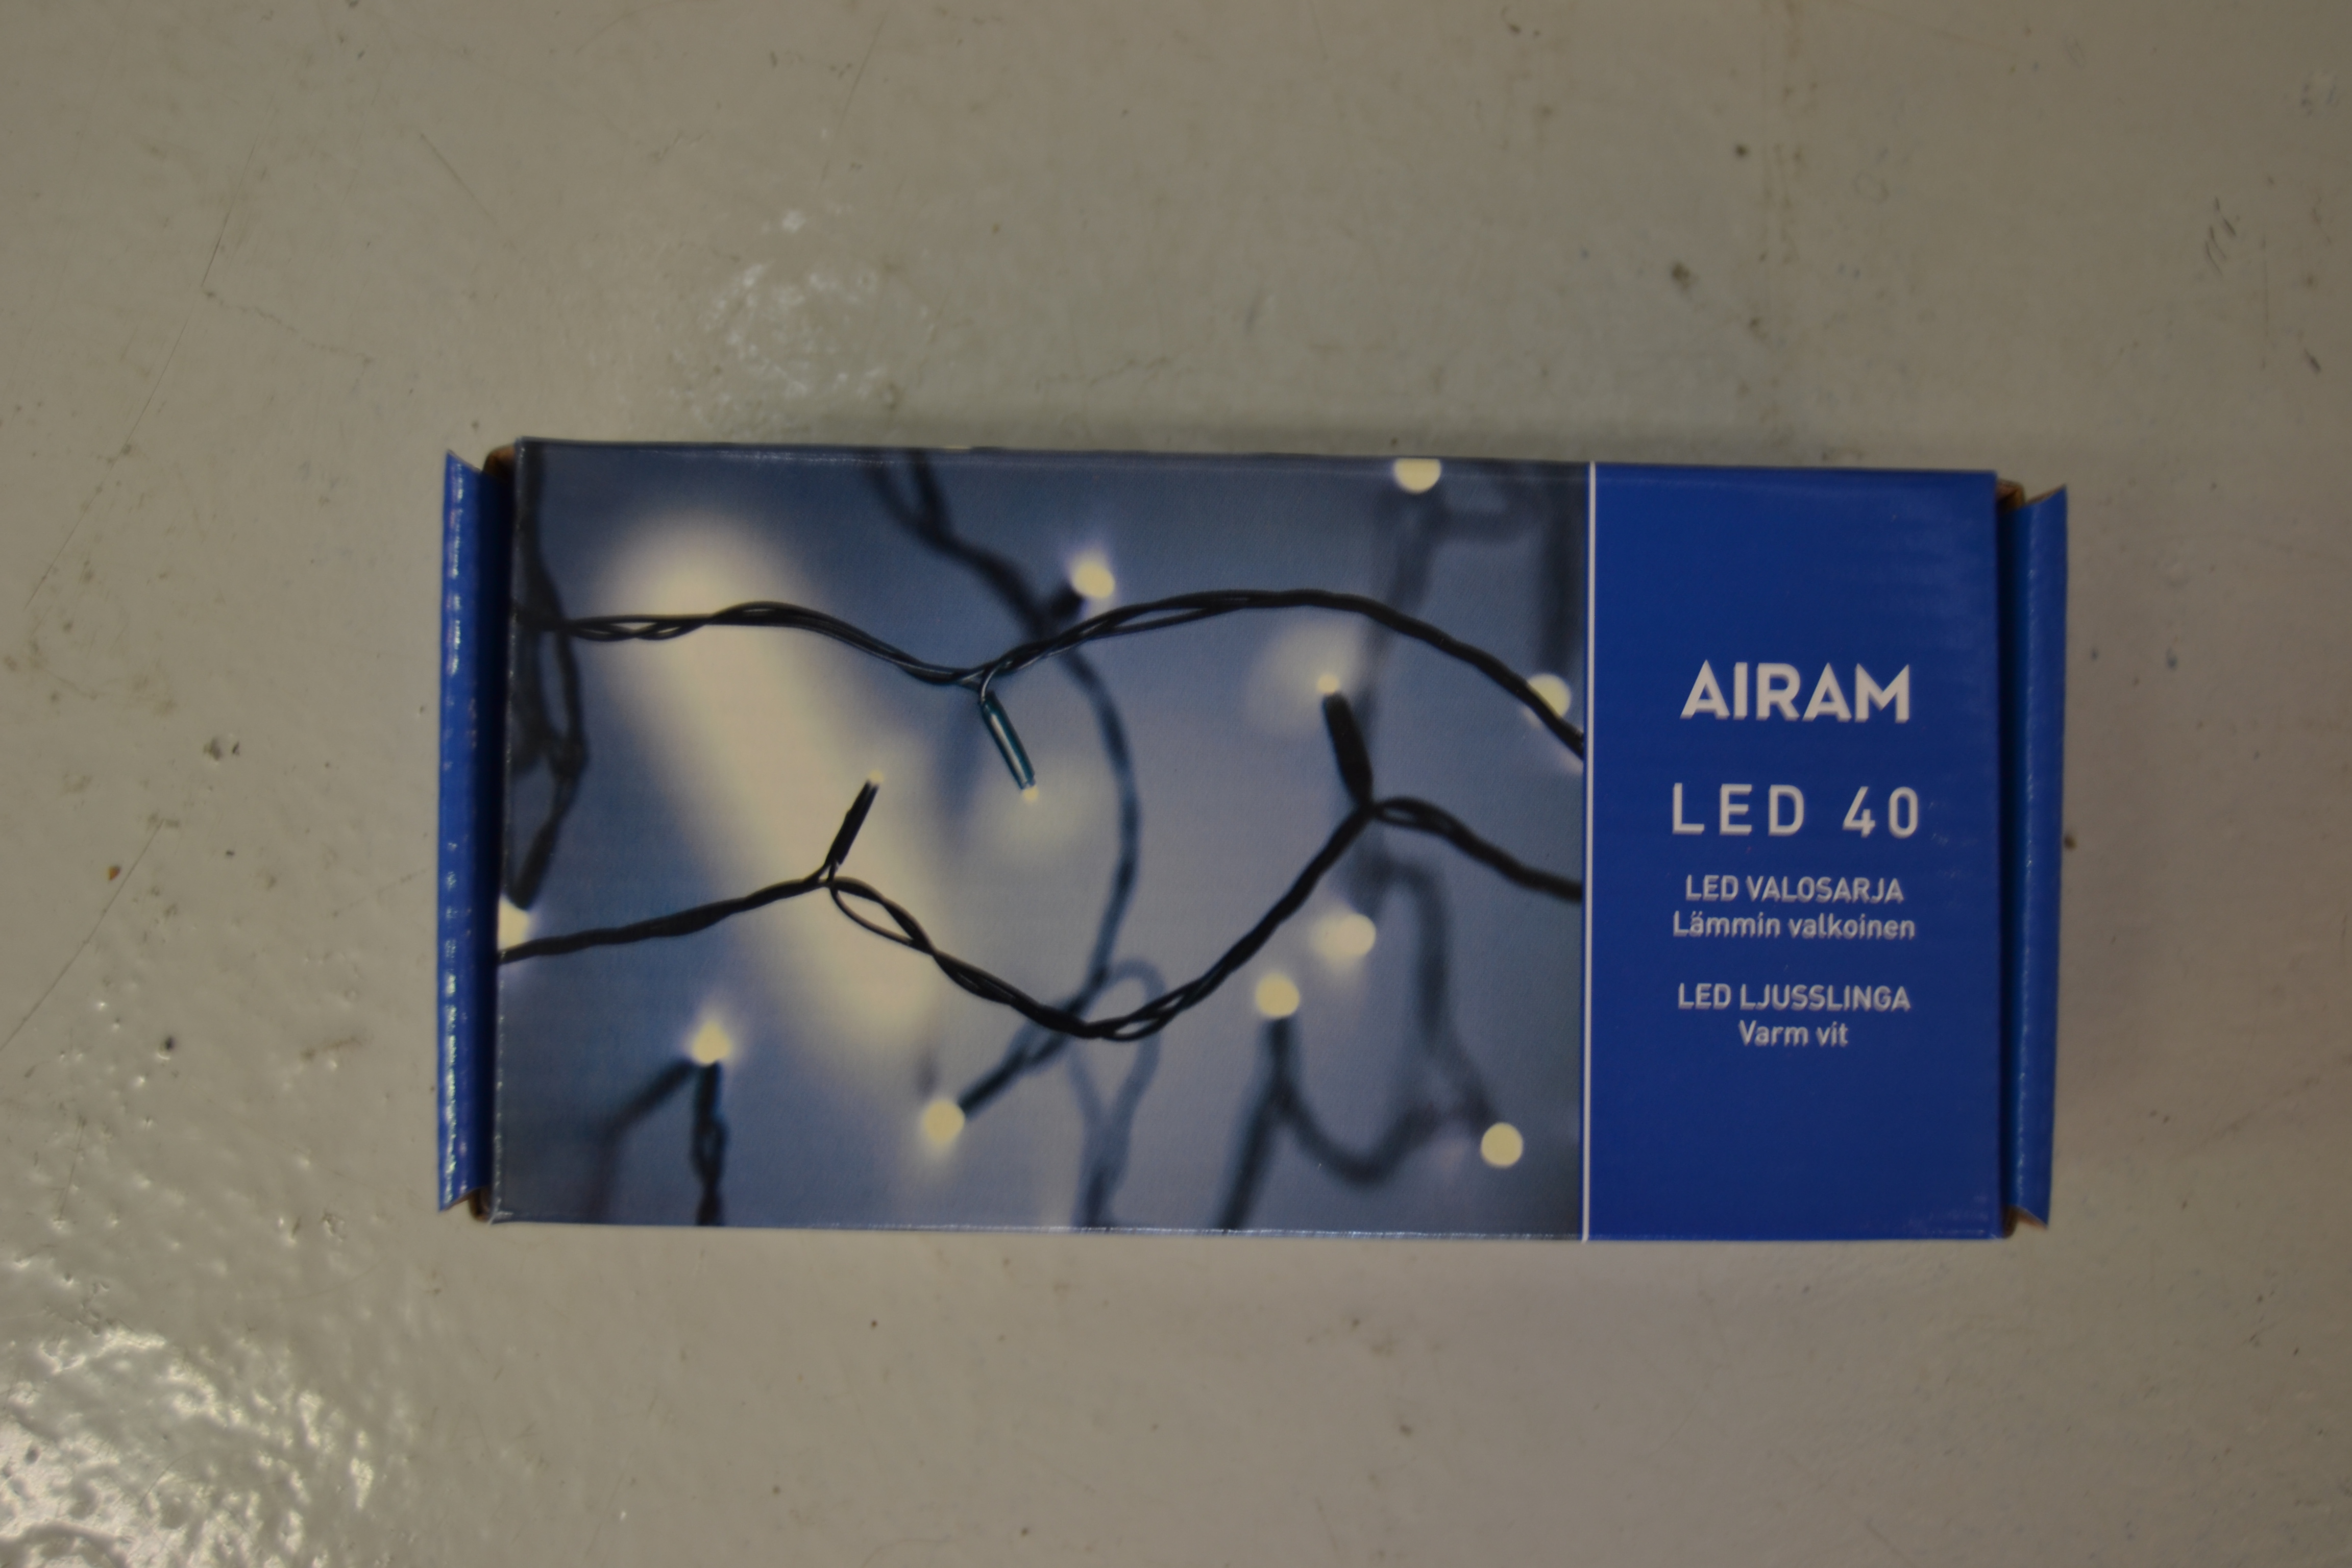 AIRAM
LED 40
LED VALOSARJA
Lämmin valkoinen
LED LJUSSLINGA
Varm vit